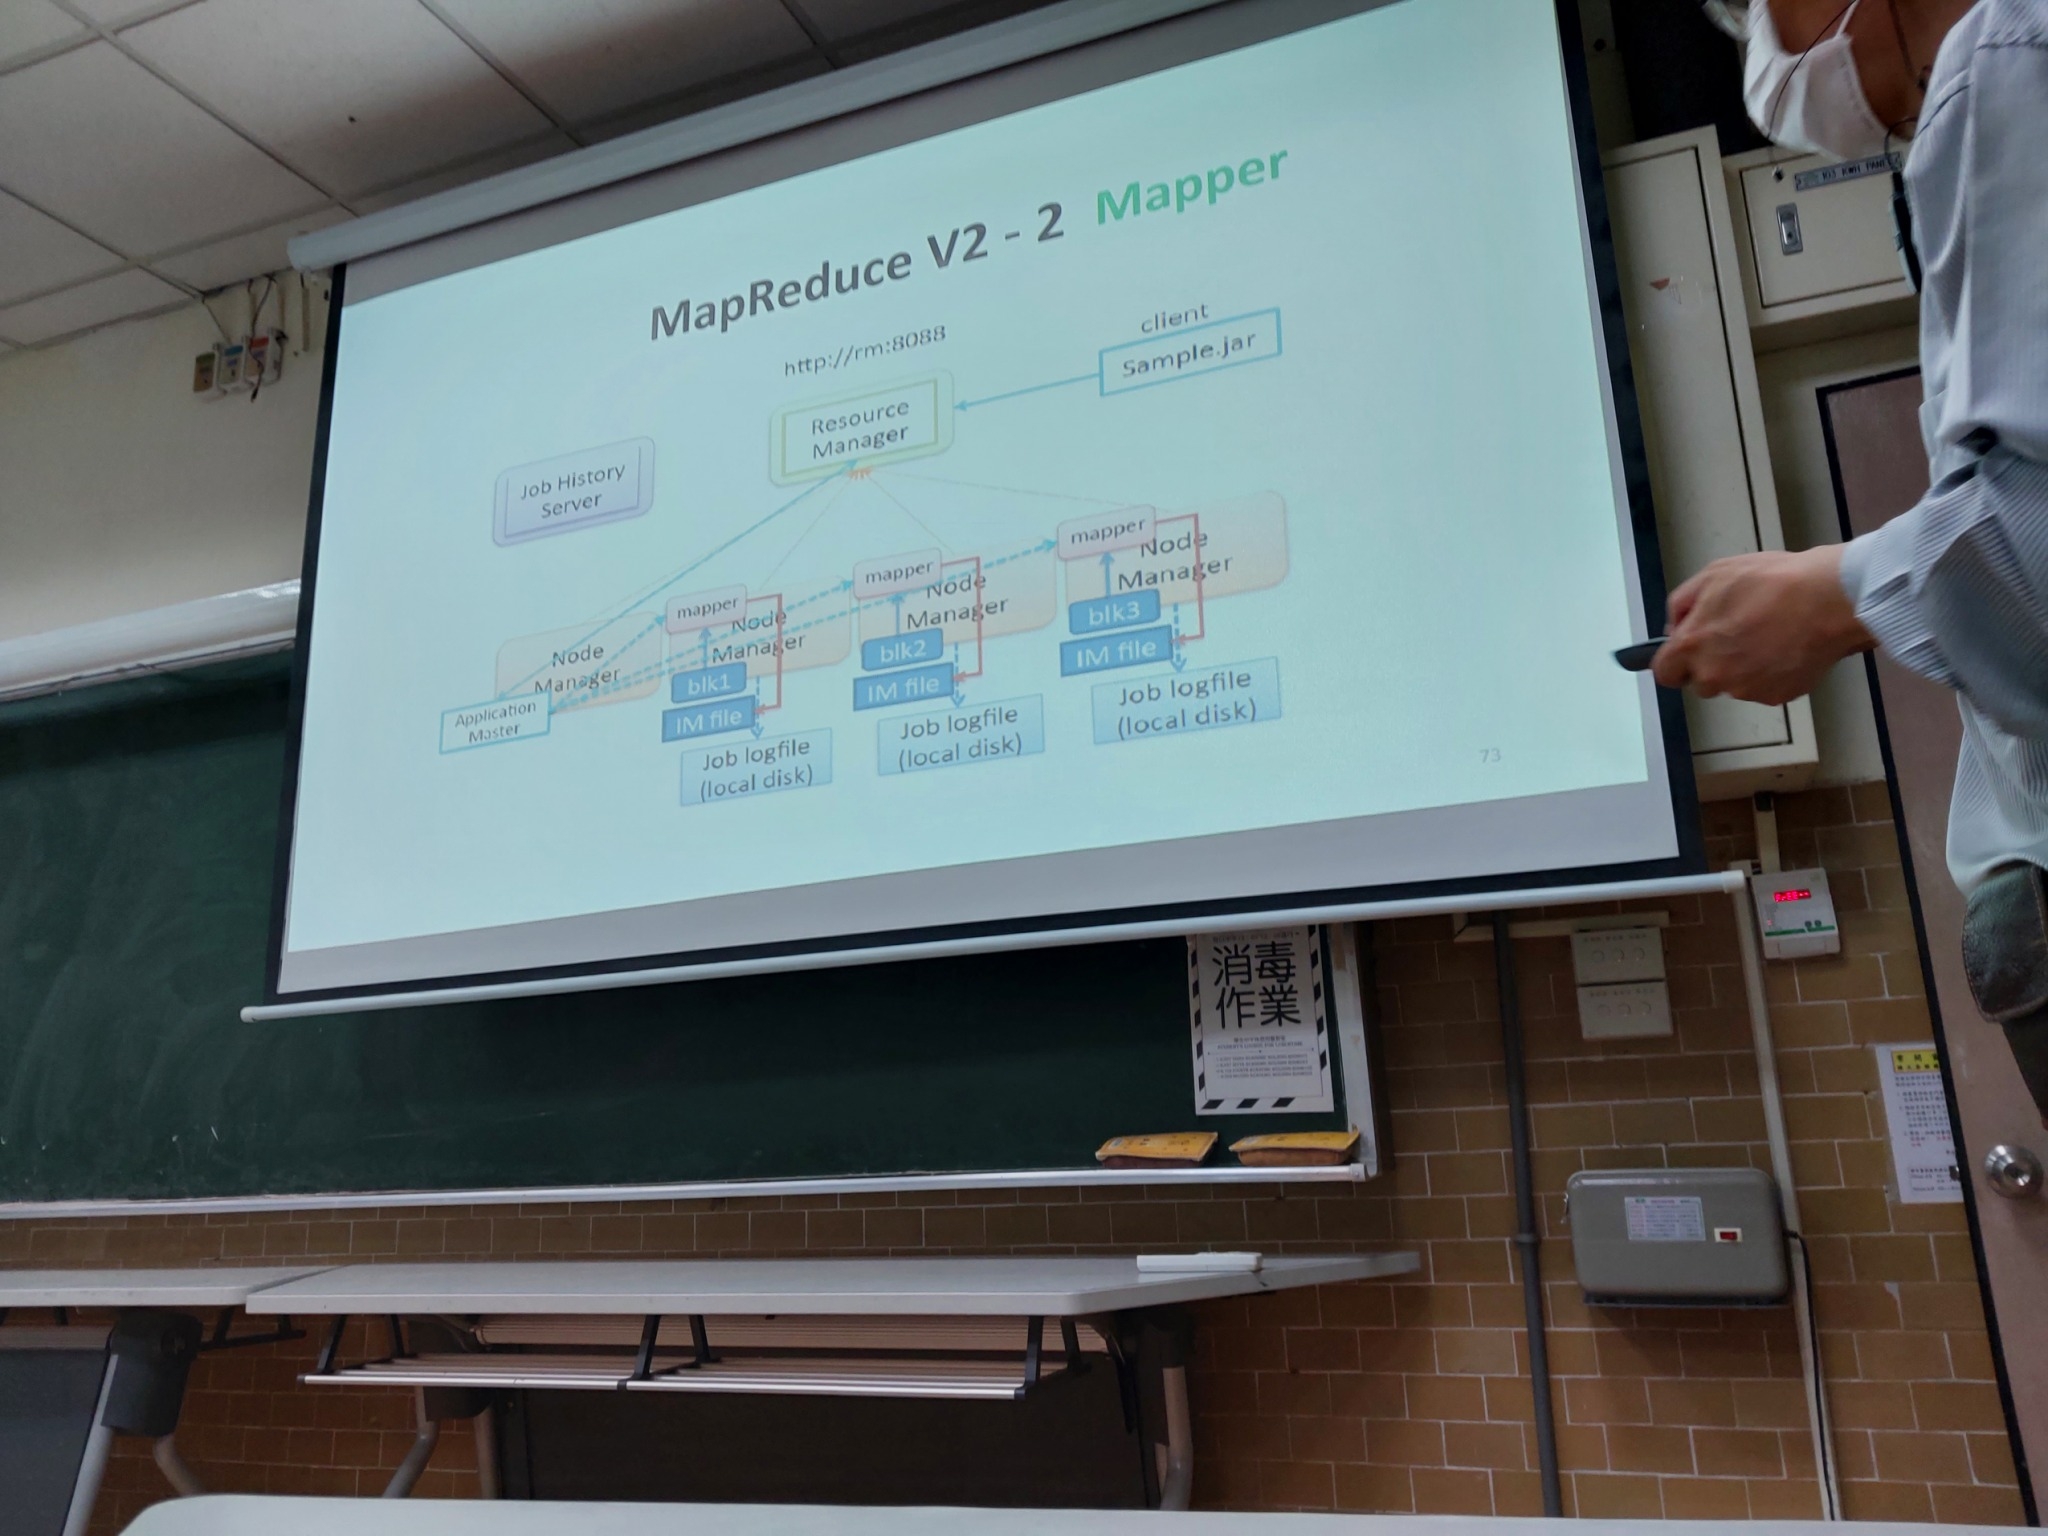 MapReduce V2 - 2 Mapper
http://rm:8088
client
Sample.jar
Resource
Manager
Job History
Server
mapper
Node
Manager
blk3
IM file
Job logfile
(local disk)
mapper
Node
Manager
blk2
IM file
Job logfile
(local disk)
mapper
Node
Manager
blk1
IM file
Job logfile
(local disk)
Node
Manager
Application
Master
73
消毒
作業